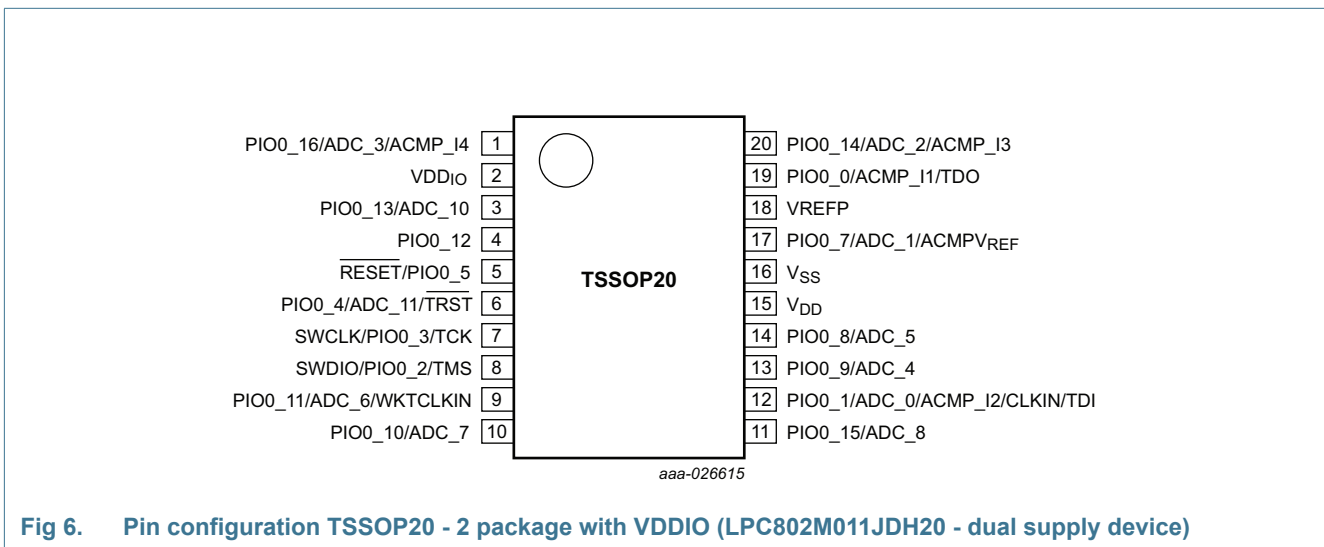 PIO0_16/ADC_3/ACMP_I4 1
VDDIO 2
PIO0_13/ADC_10 3
PIO0_12 4
RESET/PIO0_5 5
PIO0_4/ADC_11/TRST 6
SWCLK/PIO0_3/TCK 7
SWDIO/PIO0_2/TMS 8
PIO0_11/ADC_6/WKTCLKIN 9
PIO0_10/ADC_7 10
TSSOP20
20 PIO0_14/ADC_2/ACMP_I3
19 PIO0_0/ACMP_I1/TDO
18 VREFP
17 PIO0_7/ADC_1/ACMPVREF
16 VSS
15 VDD
14 PIO0_8/ADC_5
13 PIO0_9/ADC_4
12 PIO0_1/ADC_0/ACMP_I2/CLKIN/TDI
11 PIO0_15/ADC_8
aaa-026615
Fig 6. Pin configuration TSSOP20 - 2 package with VDDIO (LPC802M011JDH20 - dual supply device)